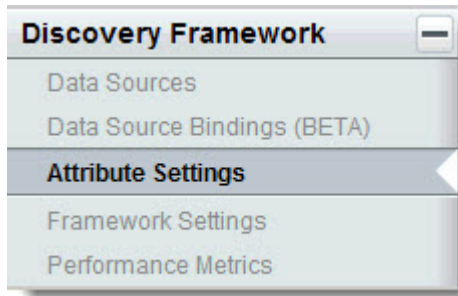 Discovery Framework
Data Sources
Data Source Bindings (BETA)
Attribute Settings
Framework Settings
Performance Metrics